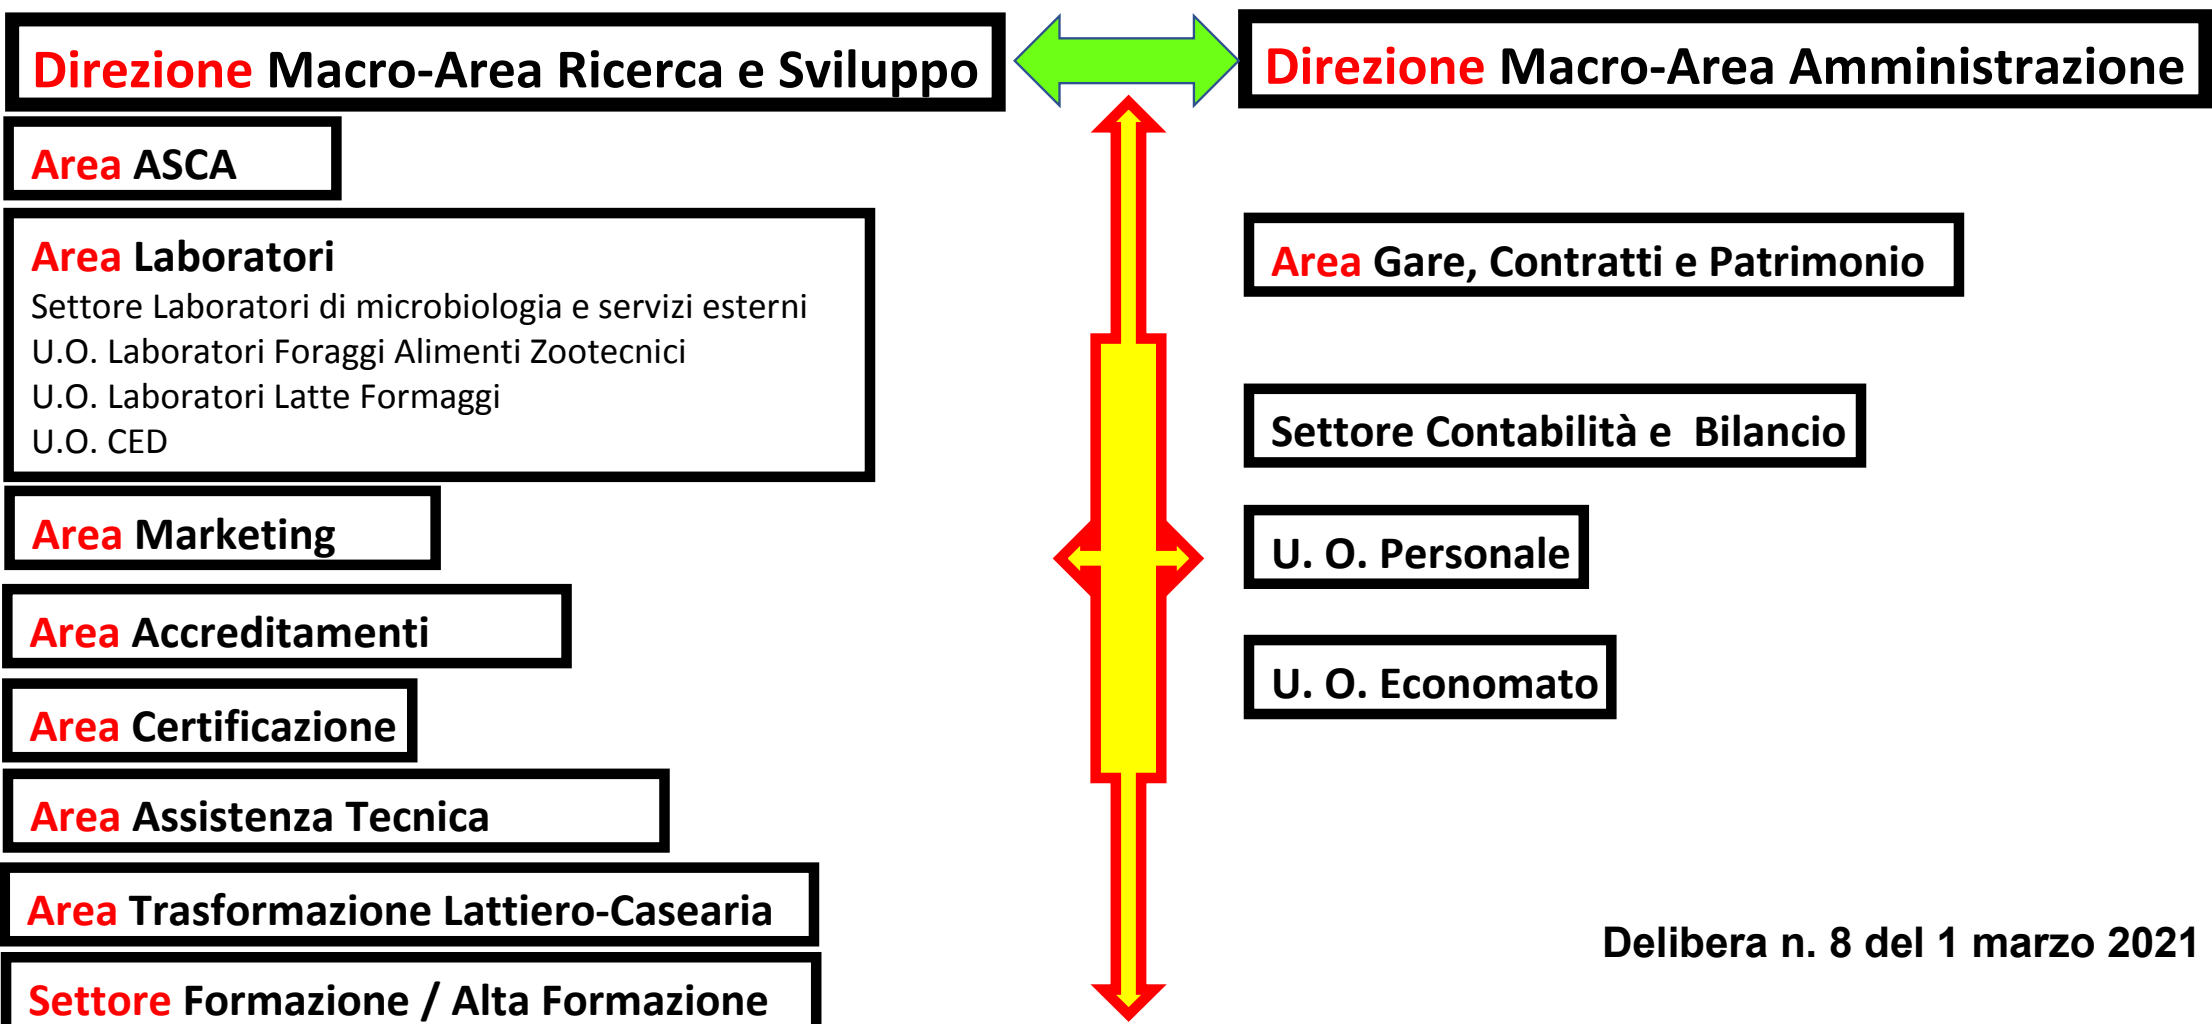 Direzione Macro-Area Ricerca e Sviluppo
Direzione Macro-Area Amministrazione
Area ASCA
Area Laboratori
Settore Laboratori di microbiologia e servizi esterni
U.O. Laboratori Foraggi Alimenti Zootecnici
U.O. Laboratori Latte Formaggi
U.O. CED
Area Marketing
Area Accreditamenti
Area Certificazione
Area Assistenza Tecnica
Area Trasformazione Lattiero-Casearia
Settore Formazione / Alta Formazione
Area Gare, Contratti e Patrimonio
Settore Contabilità e Bilancio
U. O. Personale
U. O. Economato
Delibera n. 8 del 1 marzo 2021